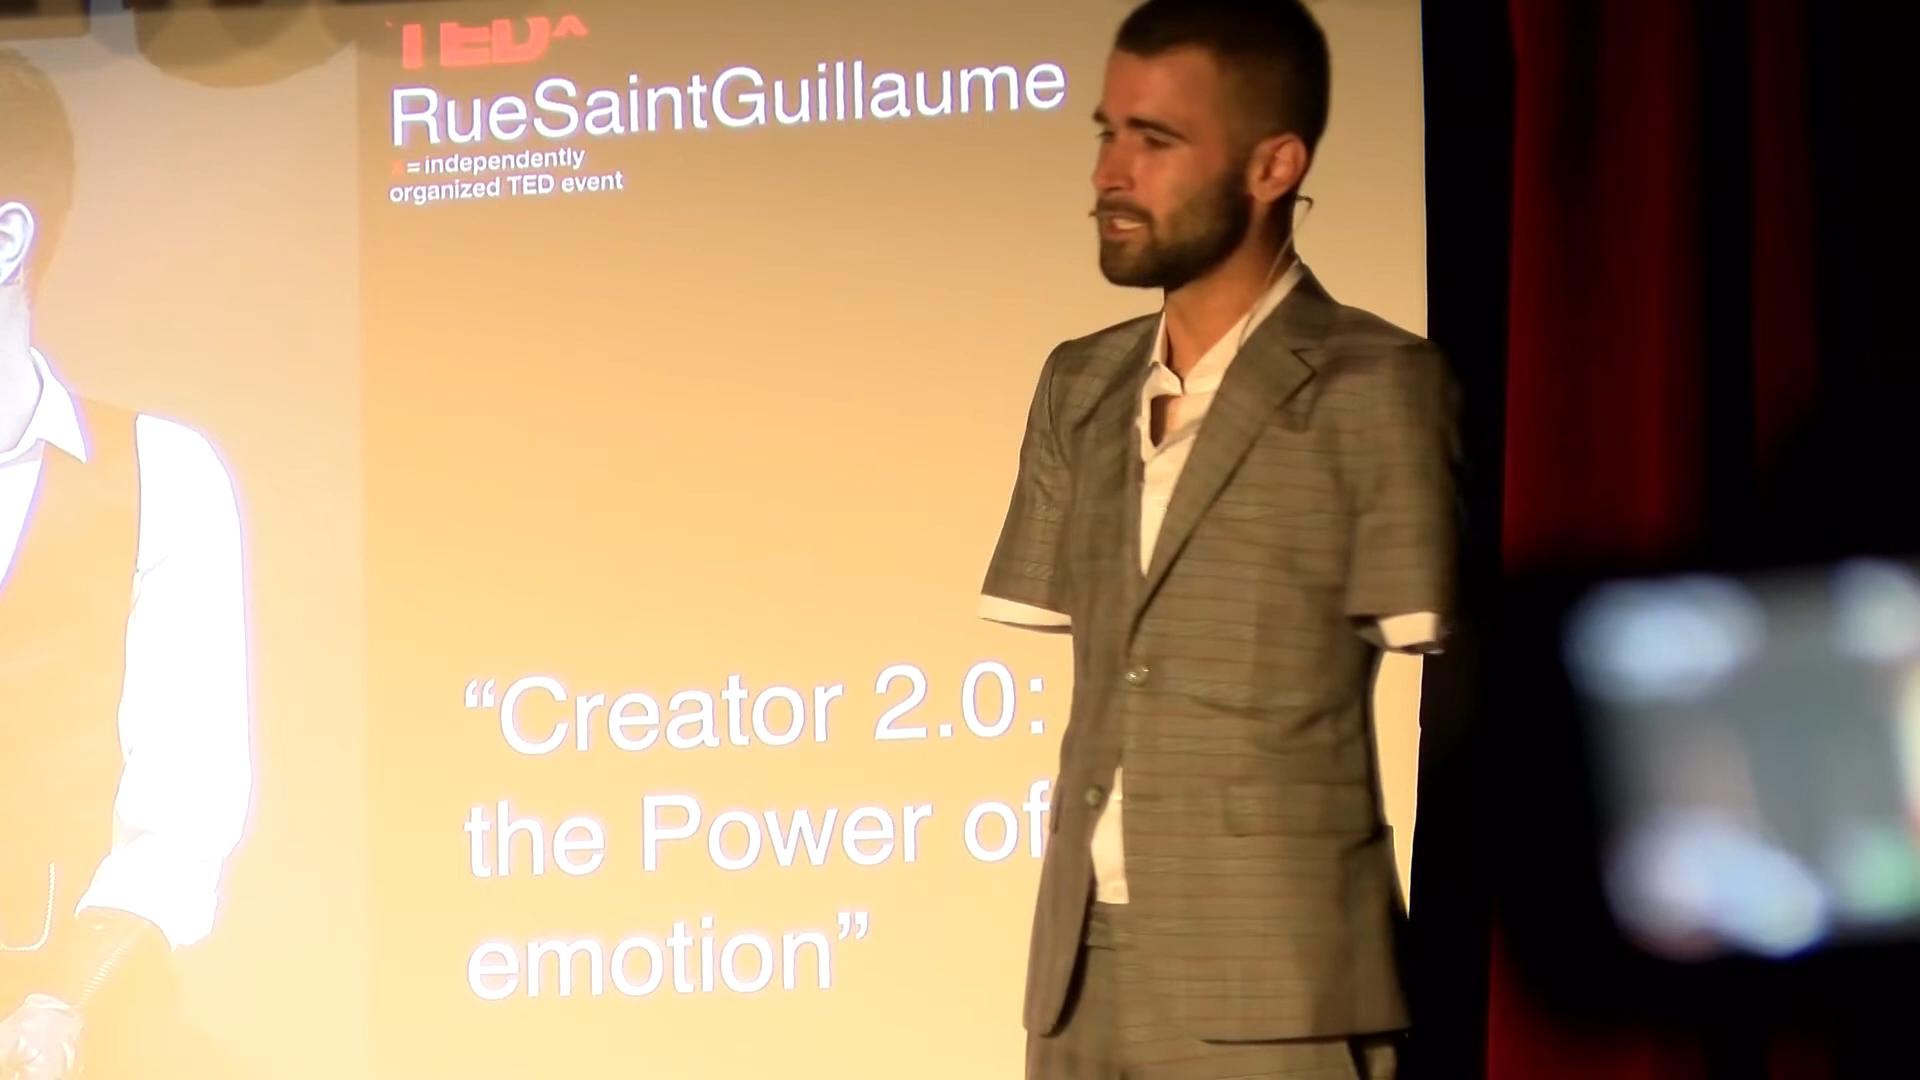 TEDx
RueSaintGuillaume
x=independently
organized TED event
“Creator 2.0:
the Power of
emotion”